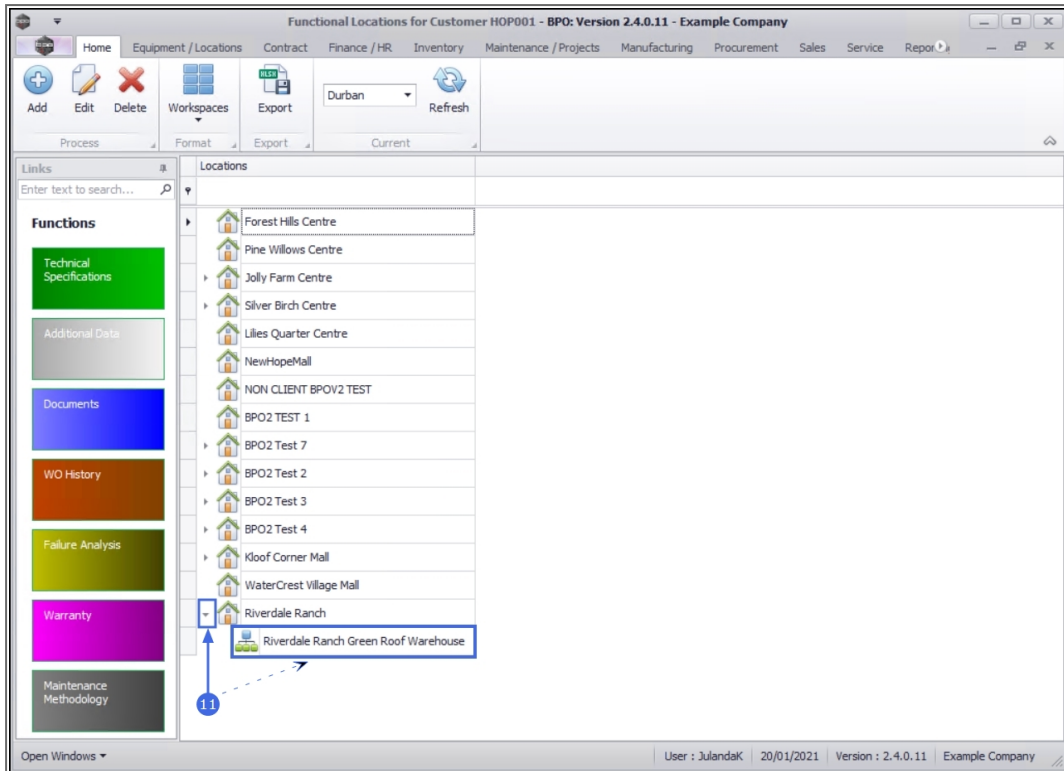 Functional Locations for Customer HOP001 - BPO: Version 2.4.0.11 - Example Company
Home Equipment / Locations Contract Finance / HR Inventory Maintenance / Projects Manufacturing Procurement Sales Service
Add Edit Delete Workspaces XLSX Export Durban Refresh
Process Format Export Current
Links
Enter text to search...
Functions
Technical
Specifications
Additional Data
Documents
WO History
Failure Analysis
Warranty
Maintenance
Methodology
Locations
Forest Hills Centre
Pine Willows Centre
Jolly Farm Centre
Silver Birch Centre
Lilies Quarter Centre
NewHopeMall
NON CLIENT BPOV2 TEST
BPO2 TEST 1
BPO2 Test 7
BPO2 Test 2
BPO2 Test 3
BPO2 Test 4
Kloof Corner Mall
WaterCrest Village Mall
Riverdale Ranch
Riverdale Ranch Green Roof Warehouse
11
Open Windows User : JulandaK 20/01/2021 Version : 2.4.0.11 Example Company